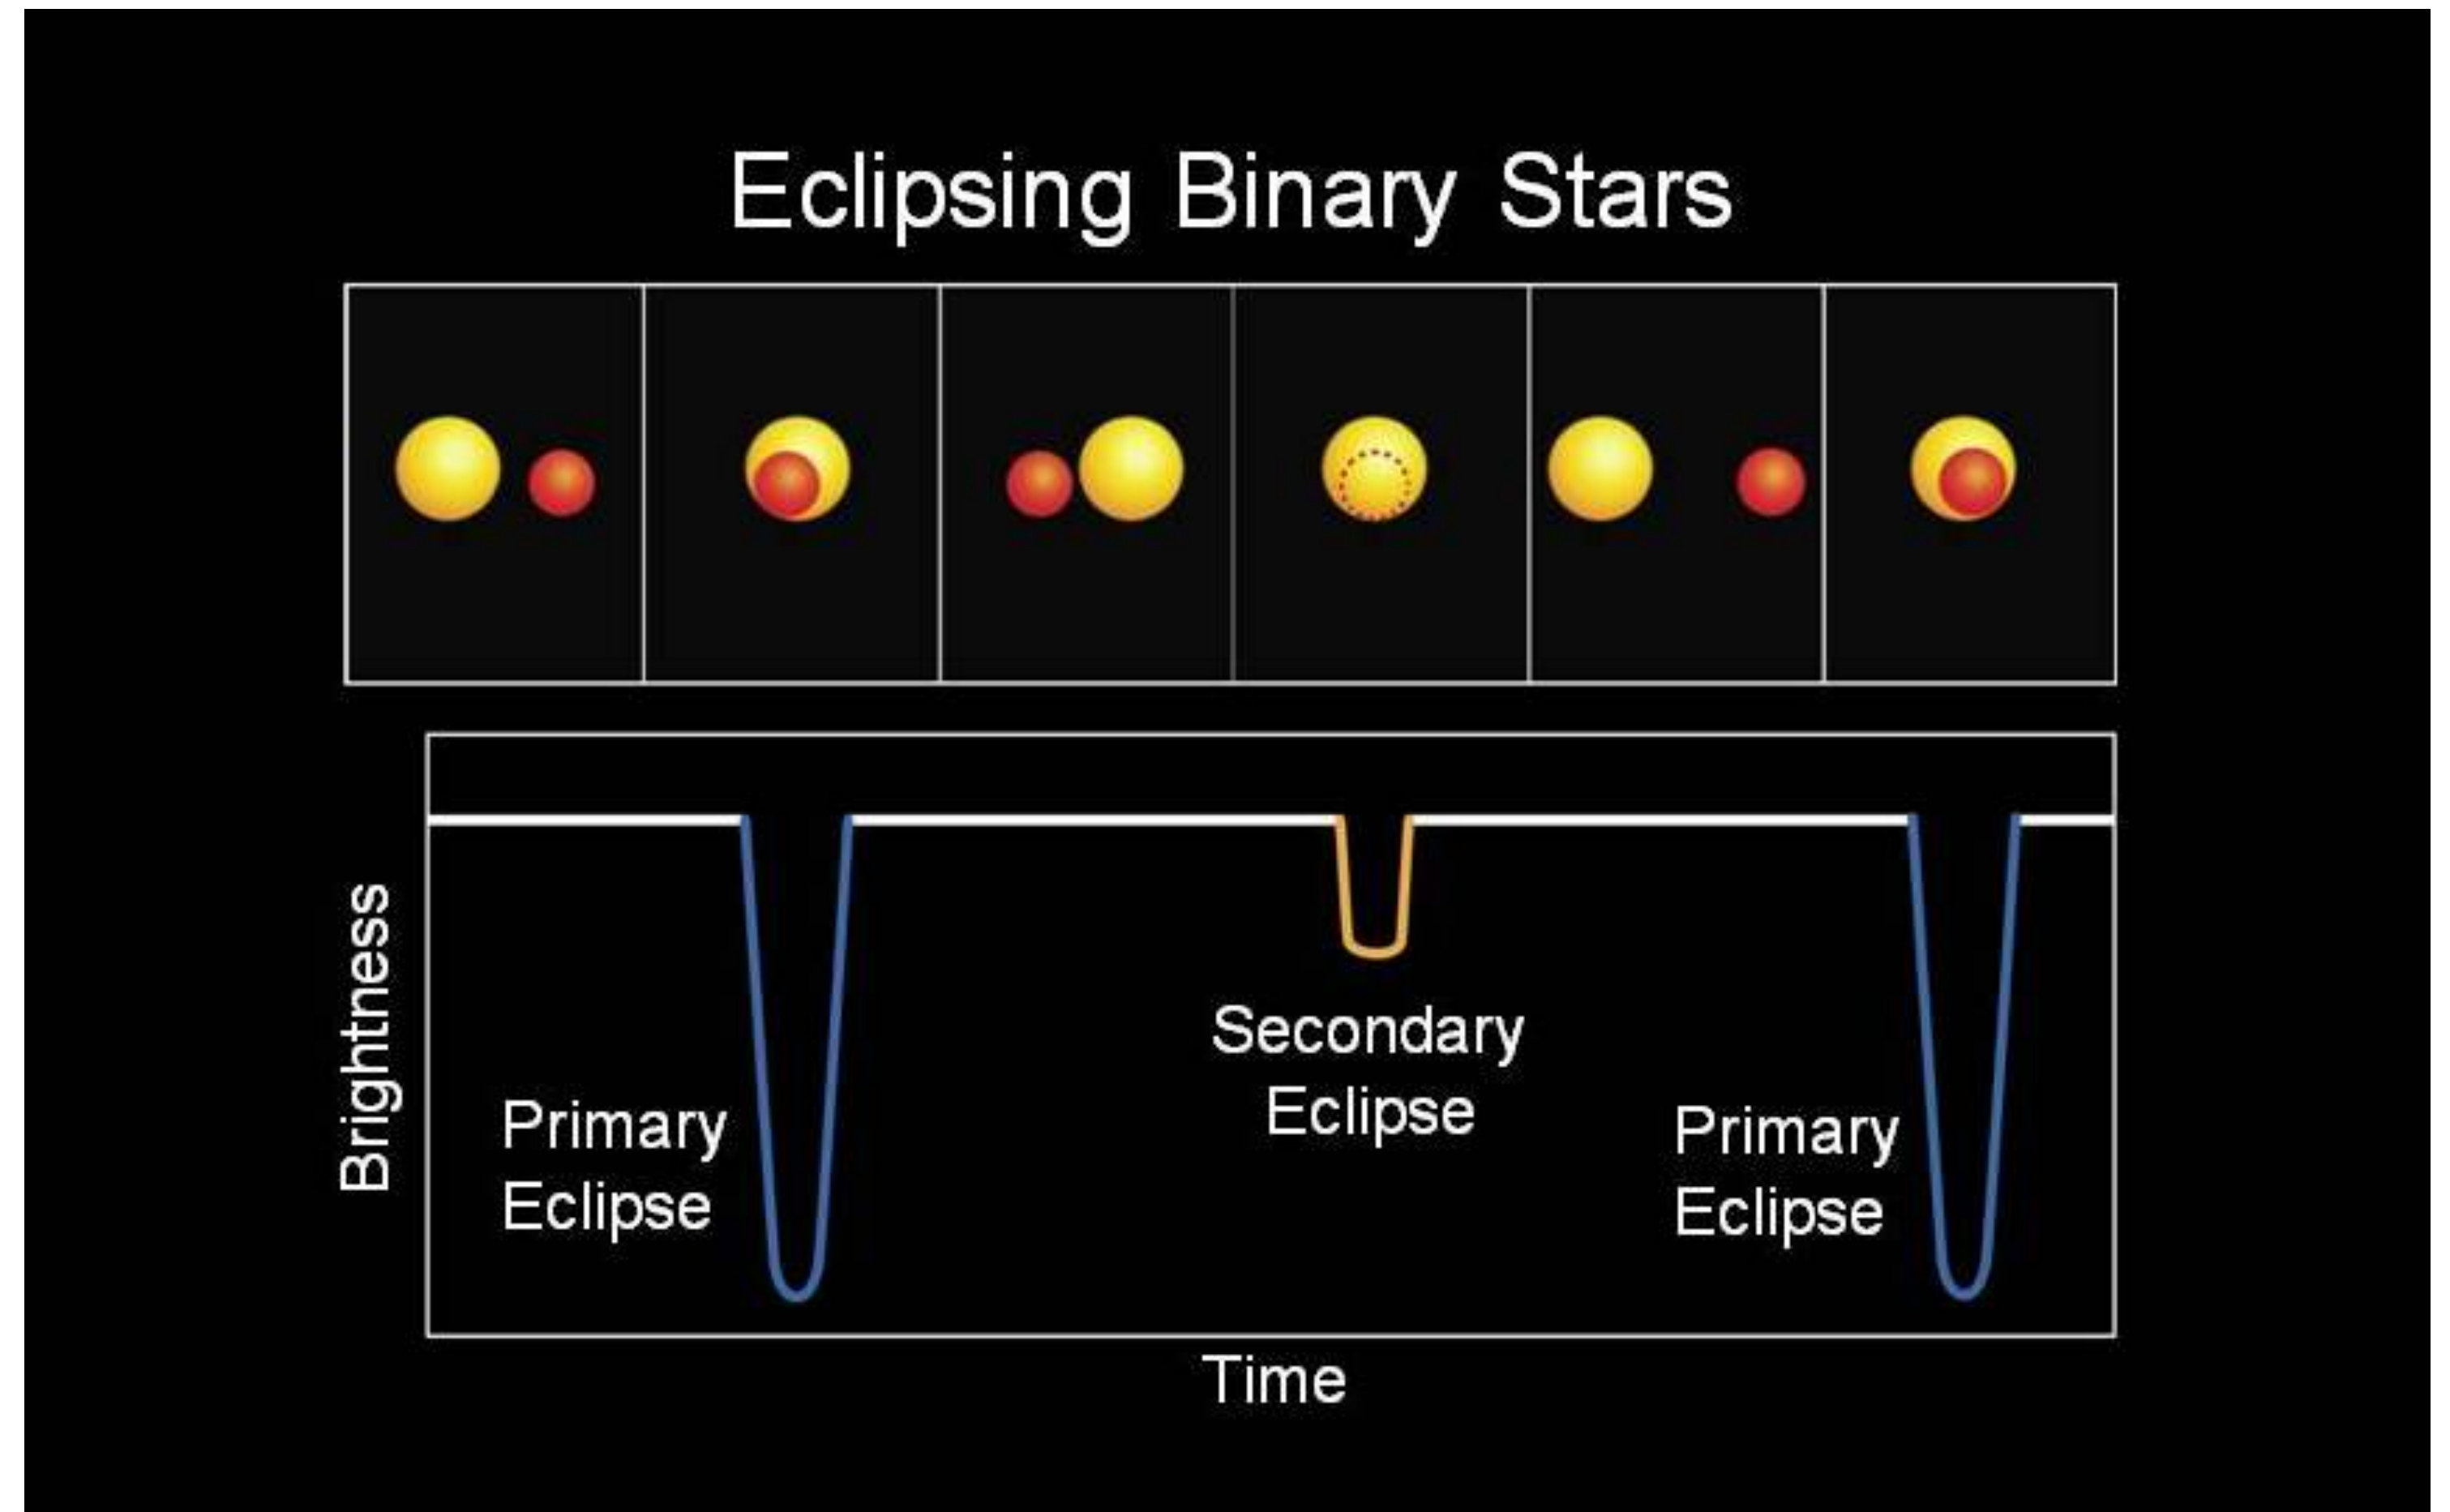 Eclipsing Binary Stars
Brightness
Primary
Eclipse
Secondary
Eclipse
Primary
Eclipse
Time